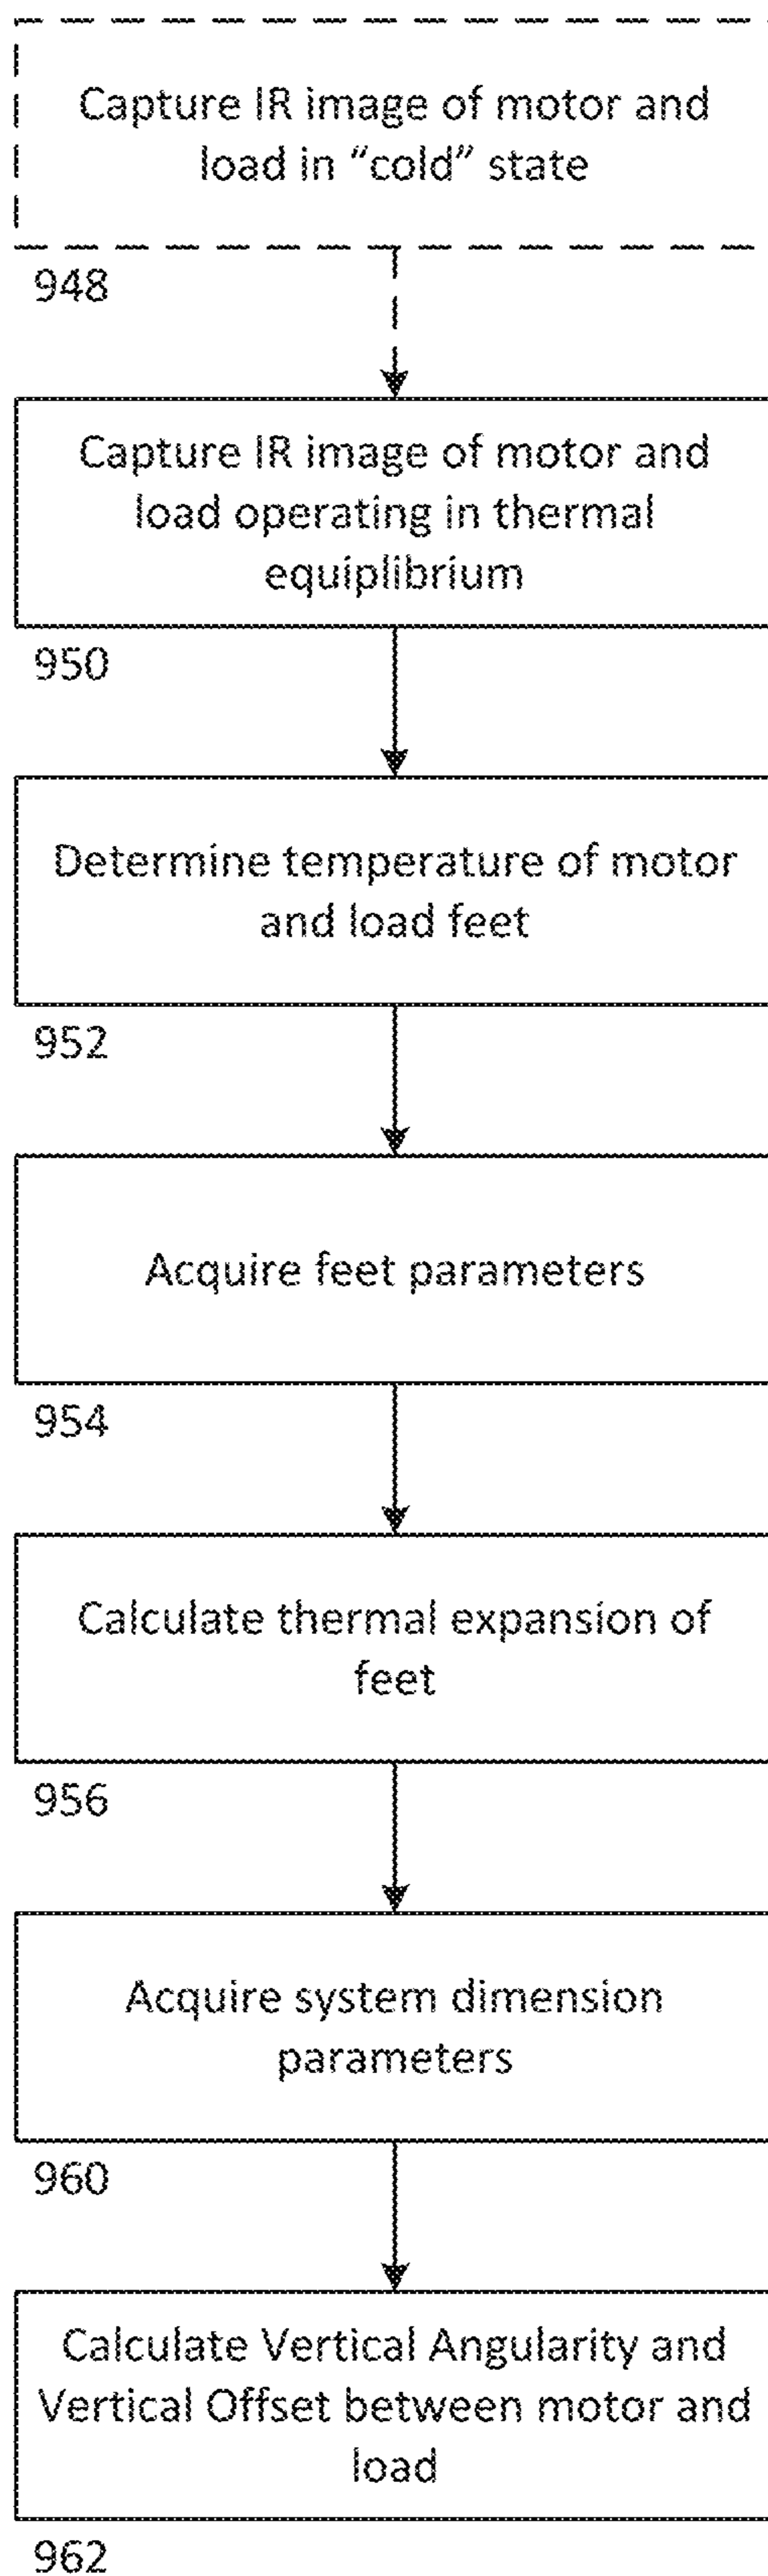 Capture IR image of motor and
load in “cold” state
948
Capture IR image of motor and
load operating in thermal
equiplibrium
950
Determine temperature of motor
and load feet
952
Acquire feet parameters
954
Calculate thermal expansion of
feet
956
Acquire system dimension
parameters
960
Calculate Vertical Angularity and
Vertical Offset between motor and
load
962